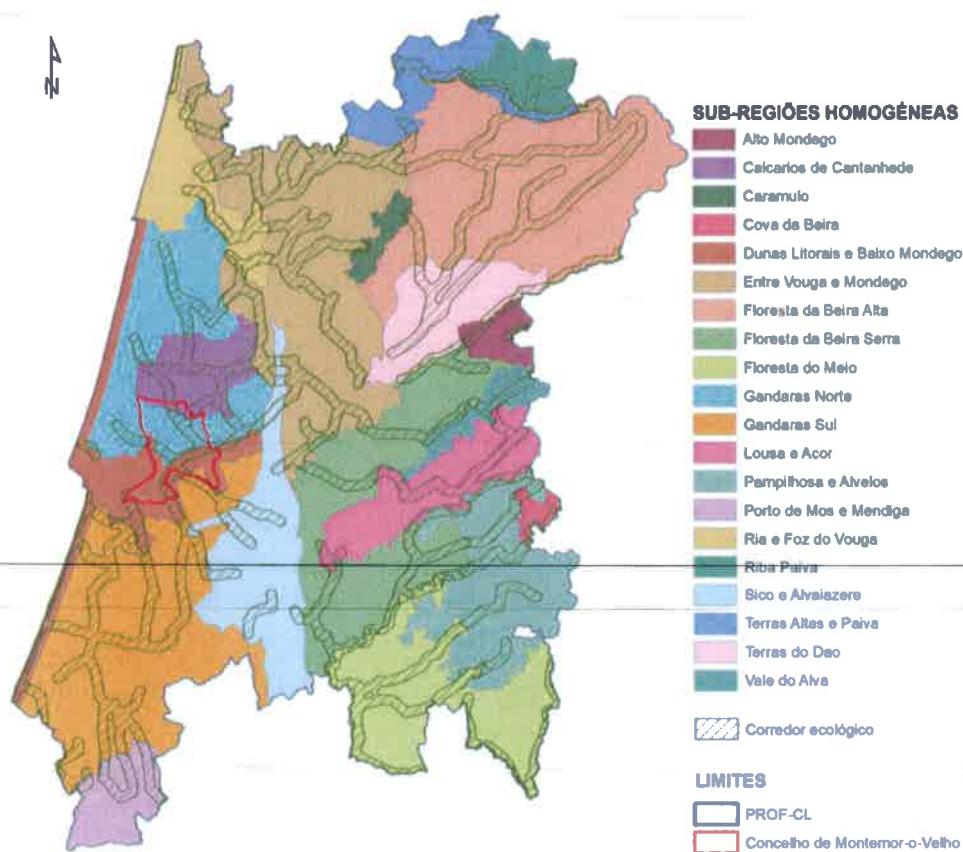 N
SUB-REGIÕES HOMOGÉNEAS
Alto Mondego
Calcarios de Cantanhede
Caramulo
Cova da Beira
Dunas Litorais e Baixo Mondego
Entre Vouga e Mondego
Floresta da Beira Alta
Floresta da Beira Serra
Floresta do Meio
Gandaras Norte
Gandaras Sul
Lousa e Acor
Pampilhosa e Alvelos
Porto de Mos e Mendiga
Ria e Foz do Vouga
Riba Paiva
Sico e Alvaiazere
Terras Altas e Paiva
Terras do Dao
Vale do Alva
Corredor ecológico
LIMITES
PROF-CL
Concelho de Montemor-o-Velho